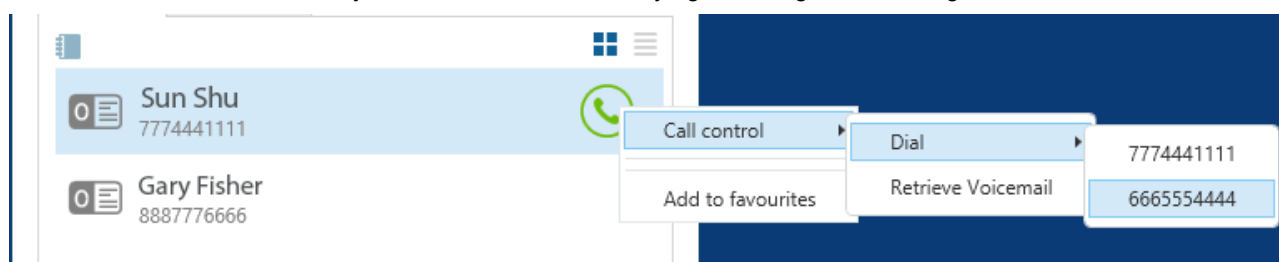 Sun Shu
7774441111
Call control
Dial
7774441111
Gary Fisher
8887776666
Add to favourites
Retrieve Voicemail
6665554444